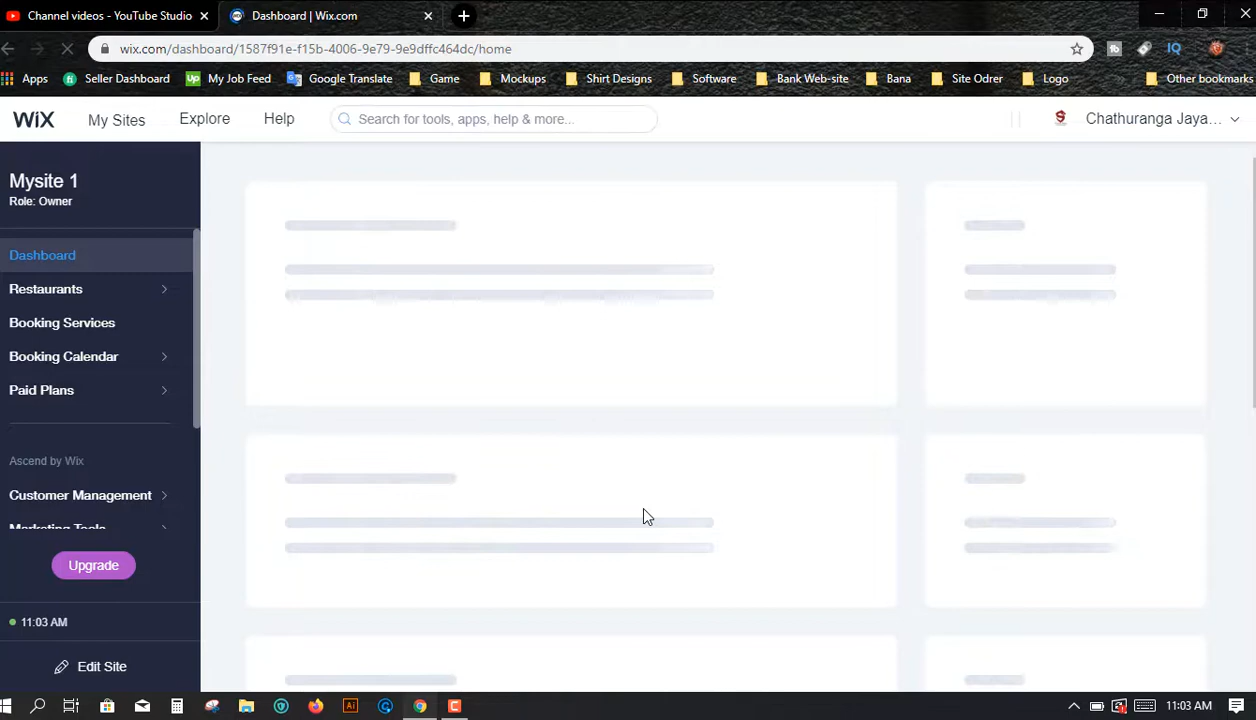 Channel videos - YouTube Studio
Dashboard | Wix.com
wix.com/dashboard/1587f91e-f15b-4006-9e79-9e9dffc464dc/home
Apps
Seller Dashboard
My Job Feed
Google Translate
Game
Mockups
Shirt Designs
Software
Bank Web-site
Bana
Site Odrer
Logo
Other bookmarks
WiX
My Sites
Explore
Help
Search for tools, apps, help & more...
Chathuranga Jaya...
Mysite 1
Role: Owner
Dashboard
Restaurants
Booking Services
Booking Calendar
Paid Plans
Ascend by Wix
Customer Management
Marketing Tools
Upgrade
11:03 AM
Edit Site
11:03 AM